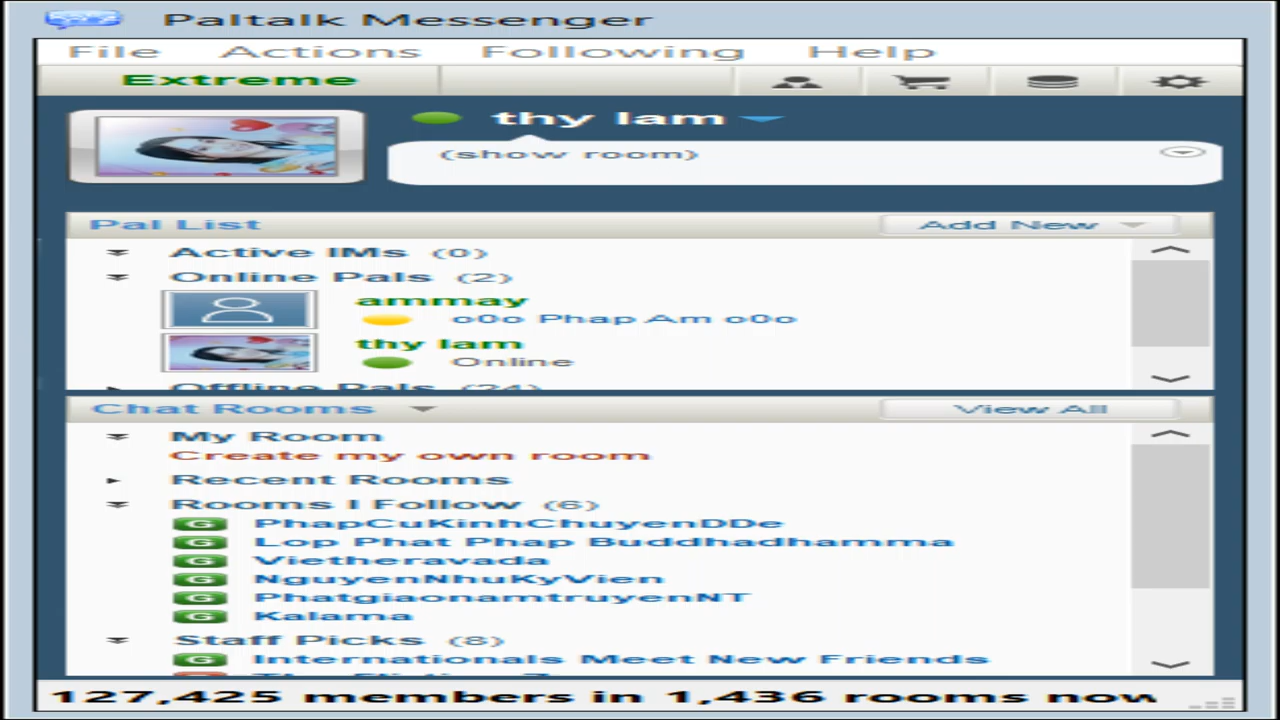 Paltalk Messenger
File Actions Following Help
Extreme
thy lam
(show room)
Pal List Add New
Active IMs (0)
Online Pals (2)
ammay
o0o Phap Am o0o
thy lam
Online
Offline Pals (24)
Chat Rooms View All
My Room
Create my own room
Recent Rooms
Rooms I Follow (6)
G PhapCuKinhChuyenDDe
G Lop Phat Phap Buddhadhamma
G Vietheravada
G NguyenNhuKyVien
G PhatgiaonamtruyenNT
G Kalama
Staff Picks (8)
G Internationals Meet New Friends
127,425 members in 1,436 rooms now